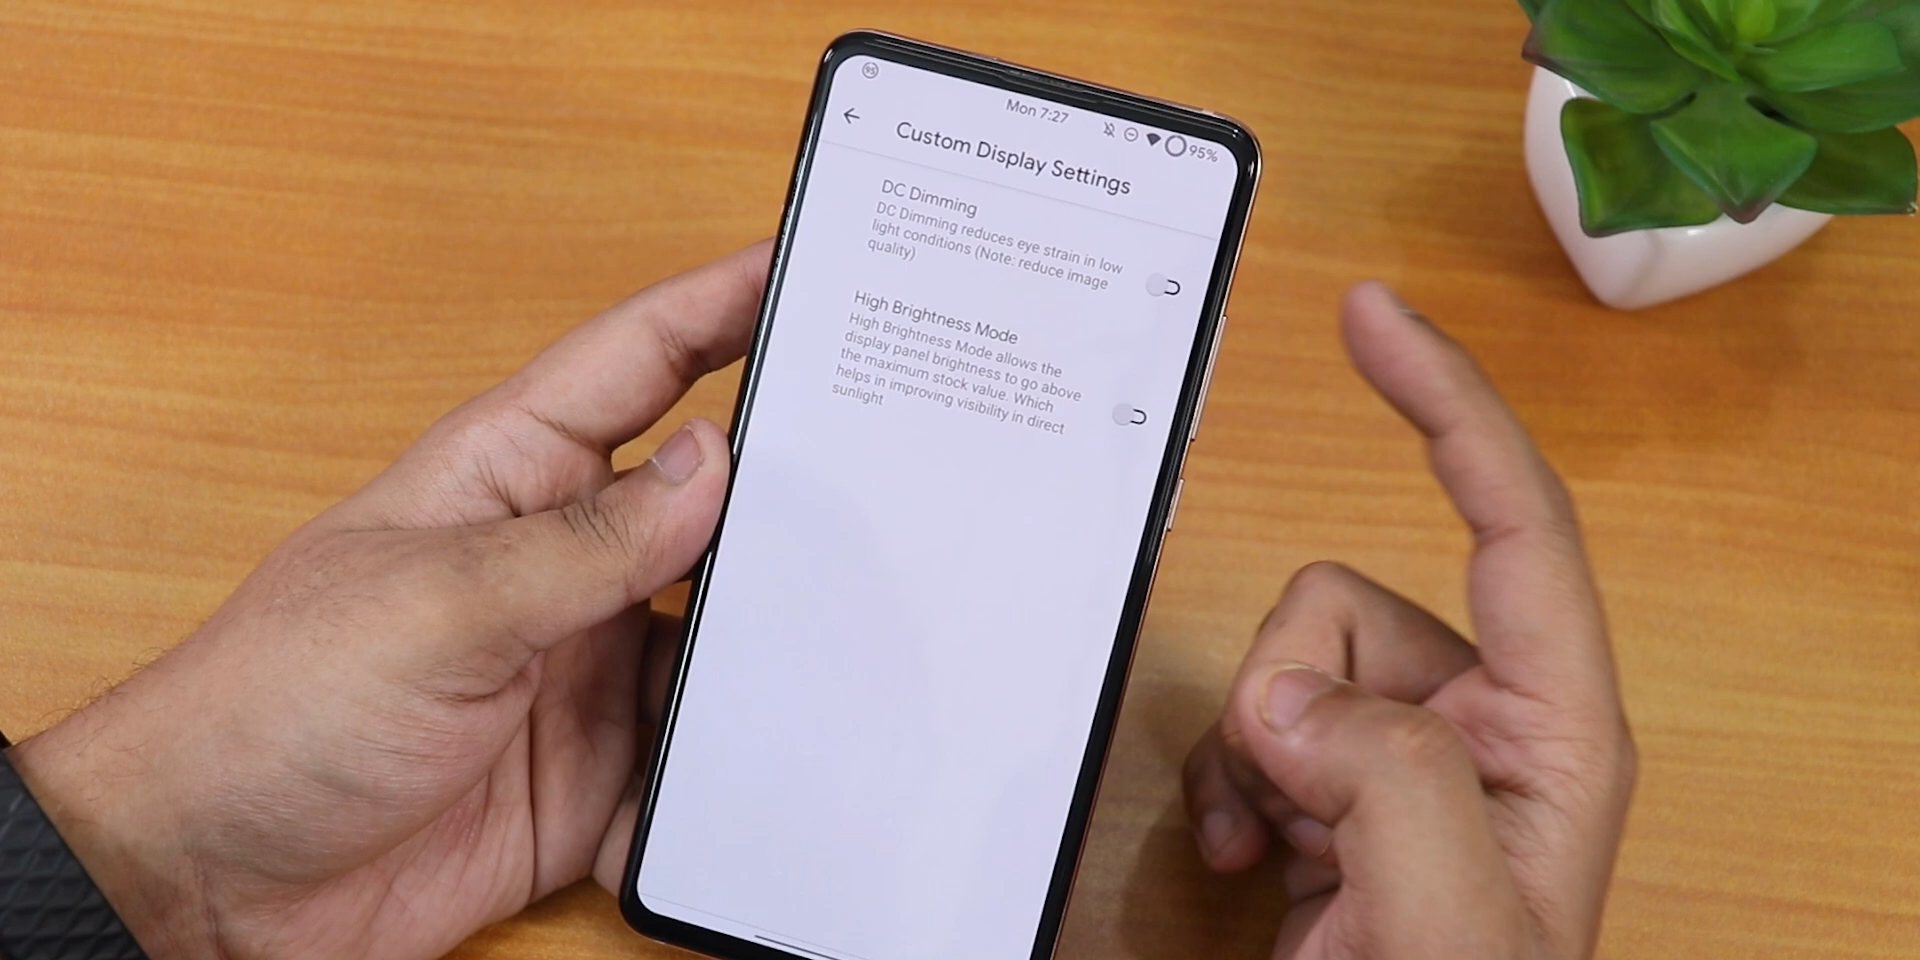 95
Mon 7:27
95%
Custom Display Settings
DC Dimming
DC Dimming reduces eye strain in low
light conditions (Note: reduce image
quality)
High Brightness Mode
High Brightness Mode allows the
display panel brightness to go above
the maximum stock value. Which
helps in improving visibility in direct
sunlight